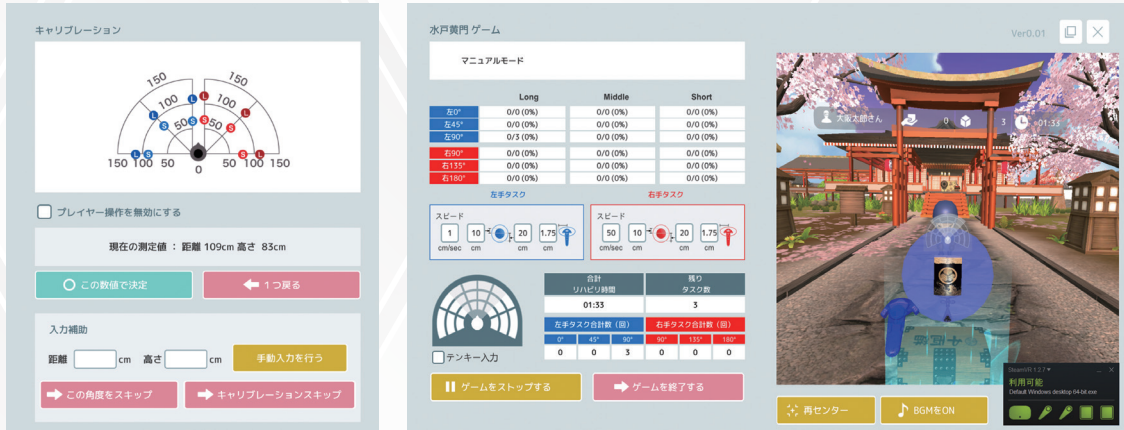 キャリブレーション
150 150
100 100
L L
L L
50 50
S S
S S
L S S L
150 100 50 50 100 150
0
プレイヤー操作を無効にする
現在の測定値 : 距離 109cm 高さ 83cm
この数値で決定
1つ戻る
入力補助
距離 cm 高さ cm 手動入力を行う
この角度をスキップ
キャリブレーションスキップ
水戸黄門 ゲーム
Ver0.01
マニュアルモード
Long Middle Short
左0° 0/0 (0%) 0/0 (0%) 0/0 (0%)
左45° 0/0 (0%) 0/0 (0%) 0/0 (0%)
左90° 0/3 (0%) 0/0 (0%) 0/0 (0%)
右90° 0/0 (0%) 0/0 (0%) 0/0 (0%)
右135° 0/0 (0%) 0/0 (0%) 0/0 (0%)
右180° 0/0 (0%) 0/0 (0%) 0/0 (0%)
左手タスク
右手タスク
スピード
1 10 20 1.75
cm/sec cm cm cm
スピード
50 10 20 1.75
cm/sec cm cm cm
合計
リハビリ時間
残り
タスク数
01:33 3
左手タスク合計数(回) 右手タスク合計数(回)
0° 45° 90° 90° 135° 180°
0 0 3 0 0 0
テンキー入力
ゲームをストップする
ゲームを終了する
大阪太郎さん 0 3 01:33
再センター
BGMをON
SteamVR 1.2.7
利用可能
Default Windows desktop 64-bit.exe